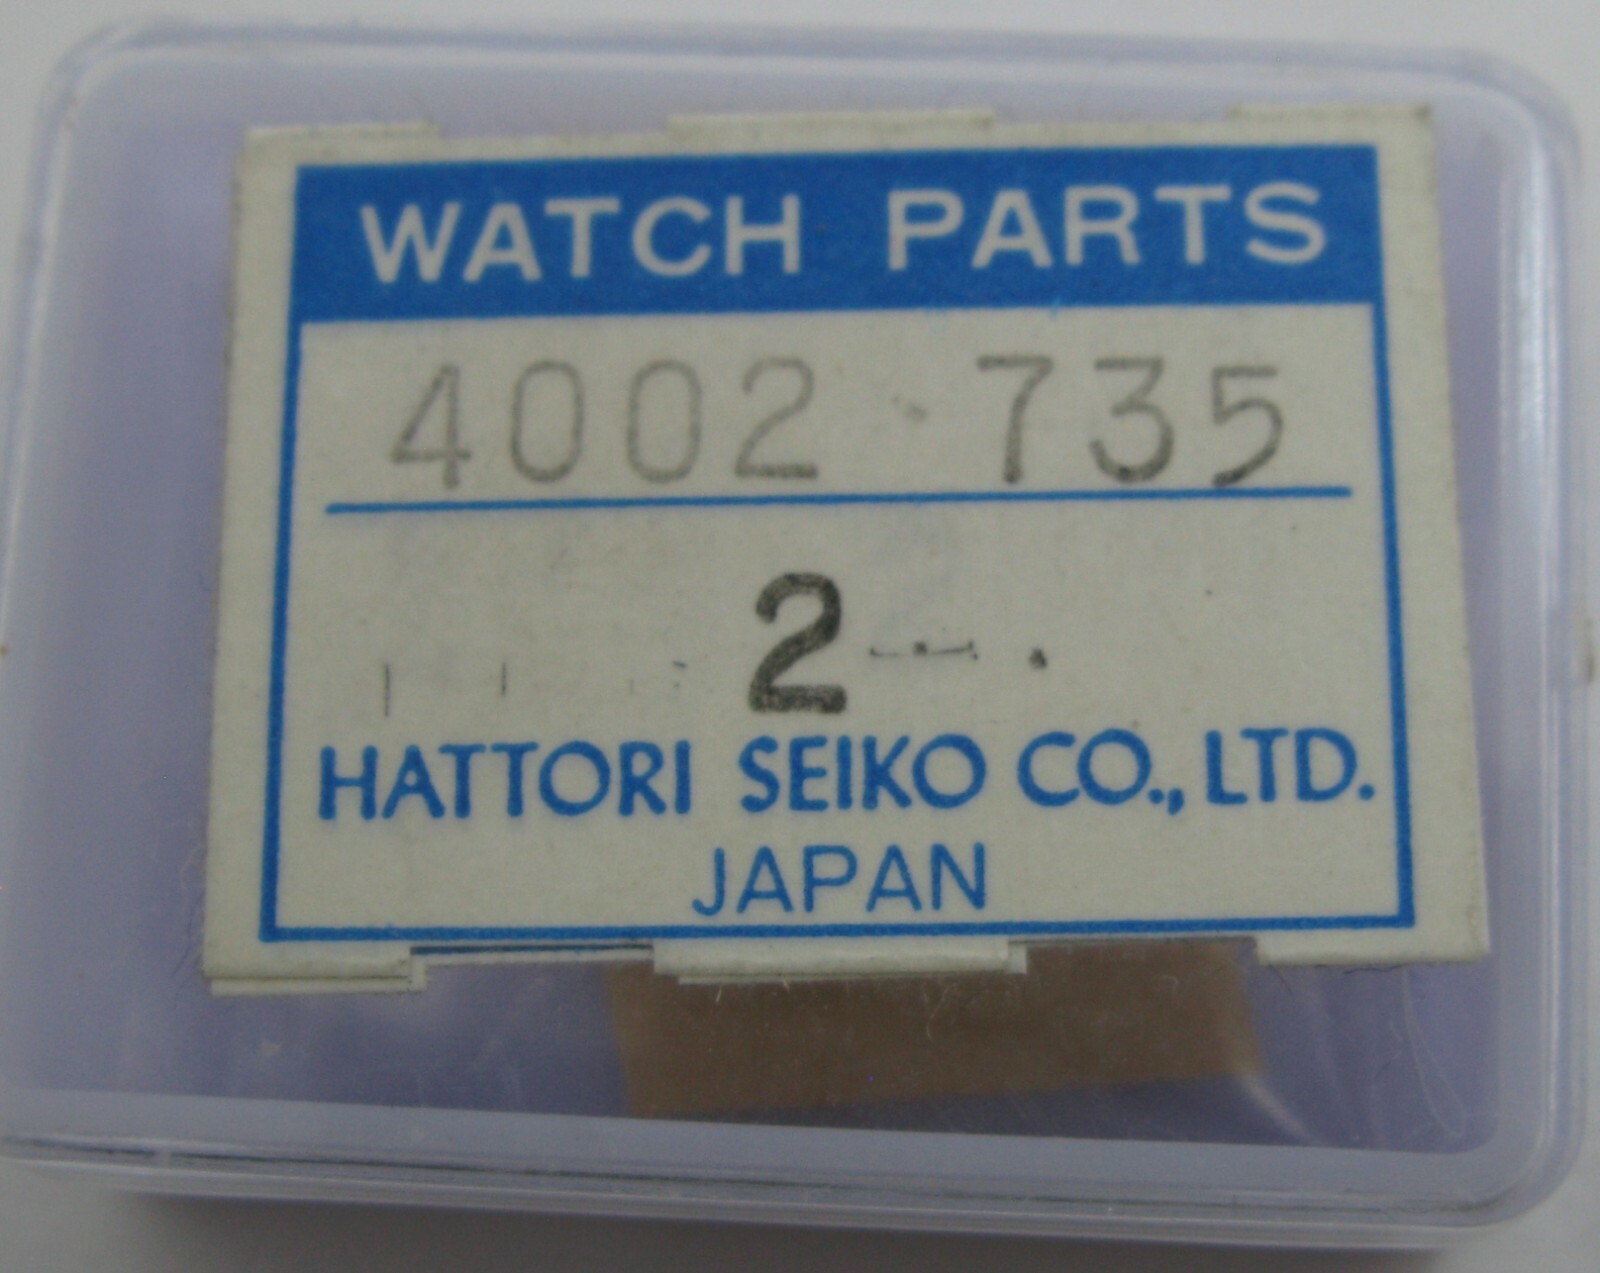 WATCH PARTS
4002 735
2
HATTORI SEIKO CO., LTD.
JAPAN